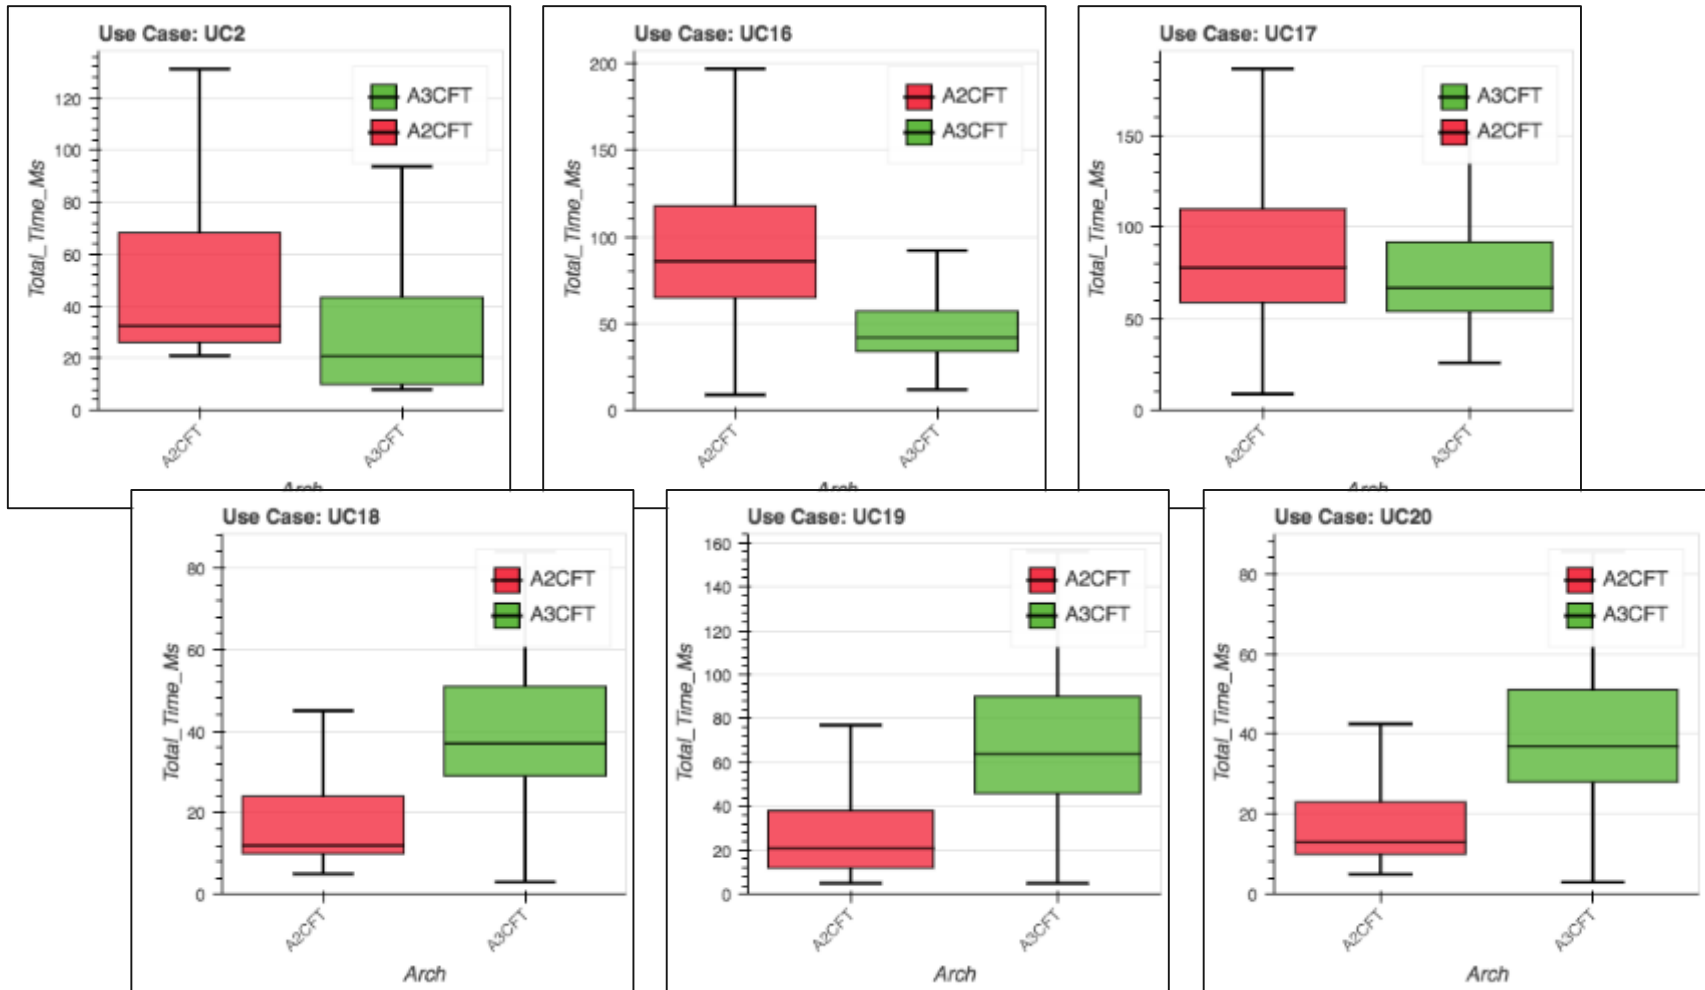 Use Case: UC2
A3CFT
A2CFT
120
100
80
60
40
20
0
Total_Time_Ms
A2CFT
A3CFT
Arch
Use Case: UC16
A2CFT
A3CFT
200
150
100
50
0
Total_Time_Ms
A2CFT
A3CFT
Arch
Use Case: UC17
A3CFT
A2CFT
150
100
50
0
Total_Time_Ms
A2CFT
A3CFT
Arch
Use Case: UC18
A2CFT
A3CFT
80
60
40
20
0
Total_Time_Ms
A2CFT
A3CFT
Arch
Use Case: UC19
A2CFT
A3CFT
160
140
120
100
80
60
40
20
0
Total_Time_Ms
A2CFT
A3CFT
Arch
Use Case: UC20
A2CFT
A3CFT
80
60
40
20
0
Total_Time_Ms
A2CFT
A3CFT
Arch